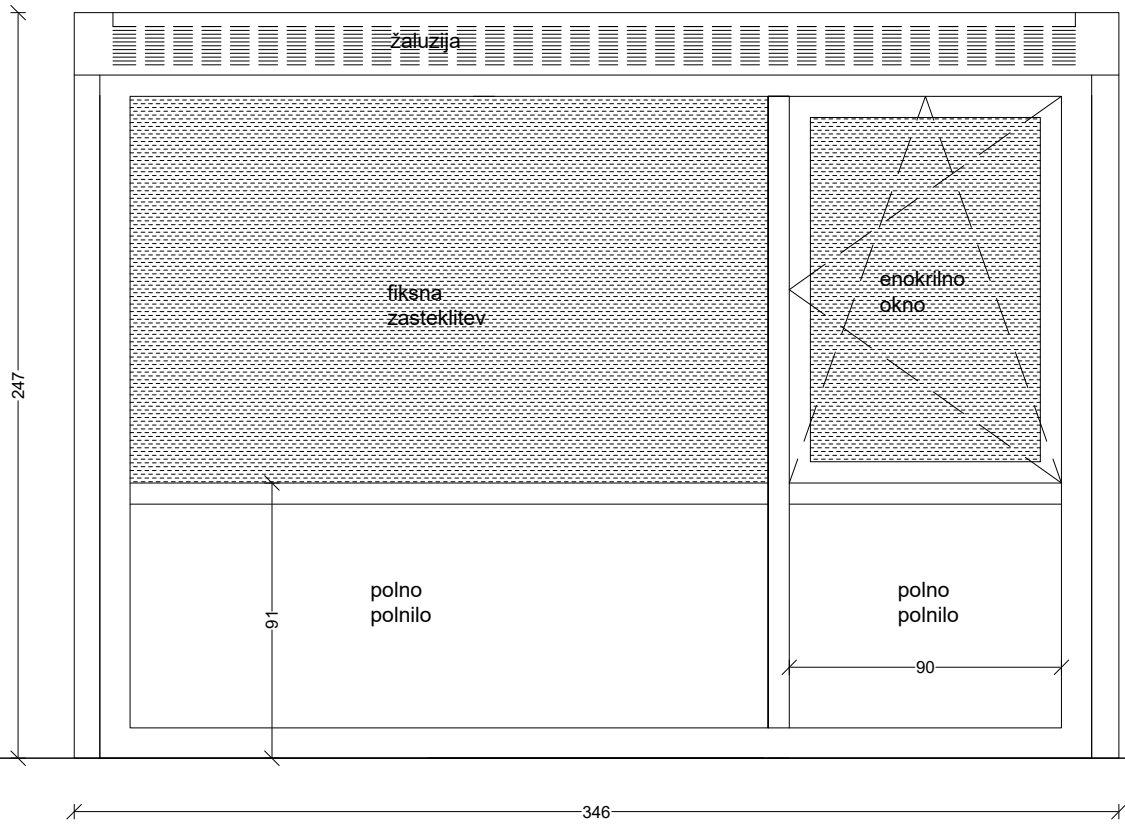 žaluzija
fiksna
zasteklitev
enokrilno
okno
247
polno
polnilo
91
polno
polnilo
90
346